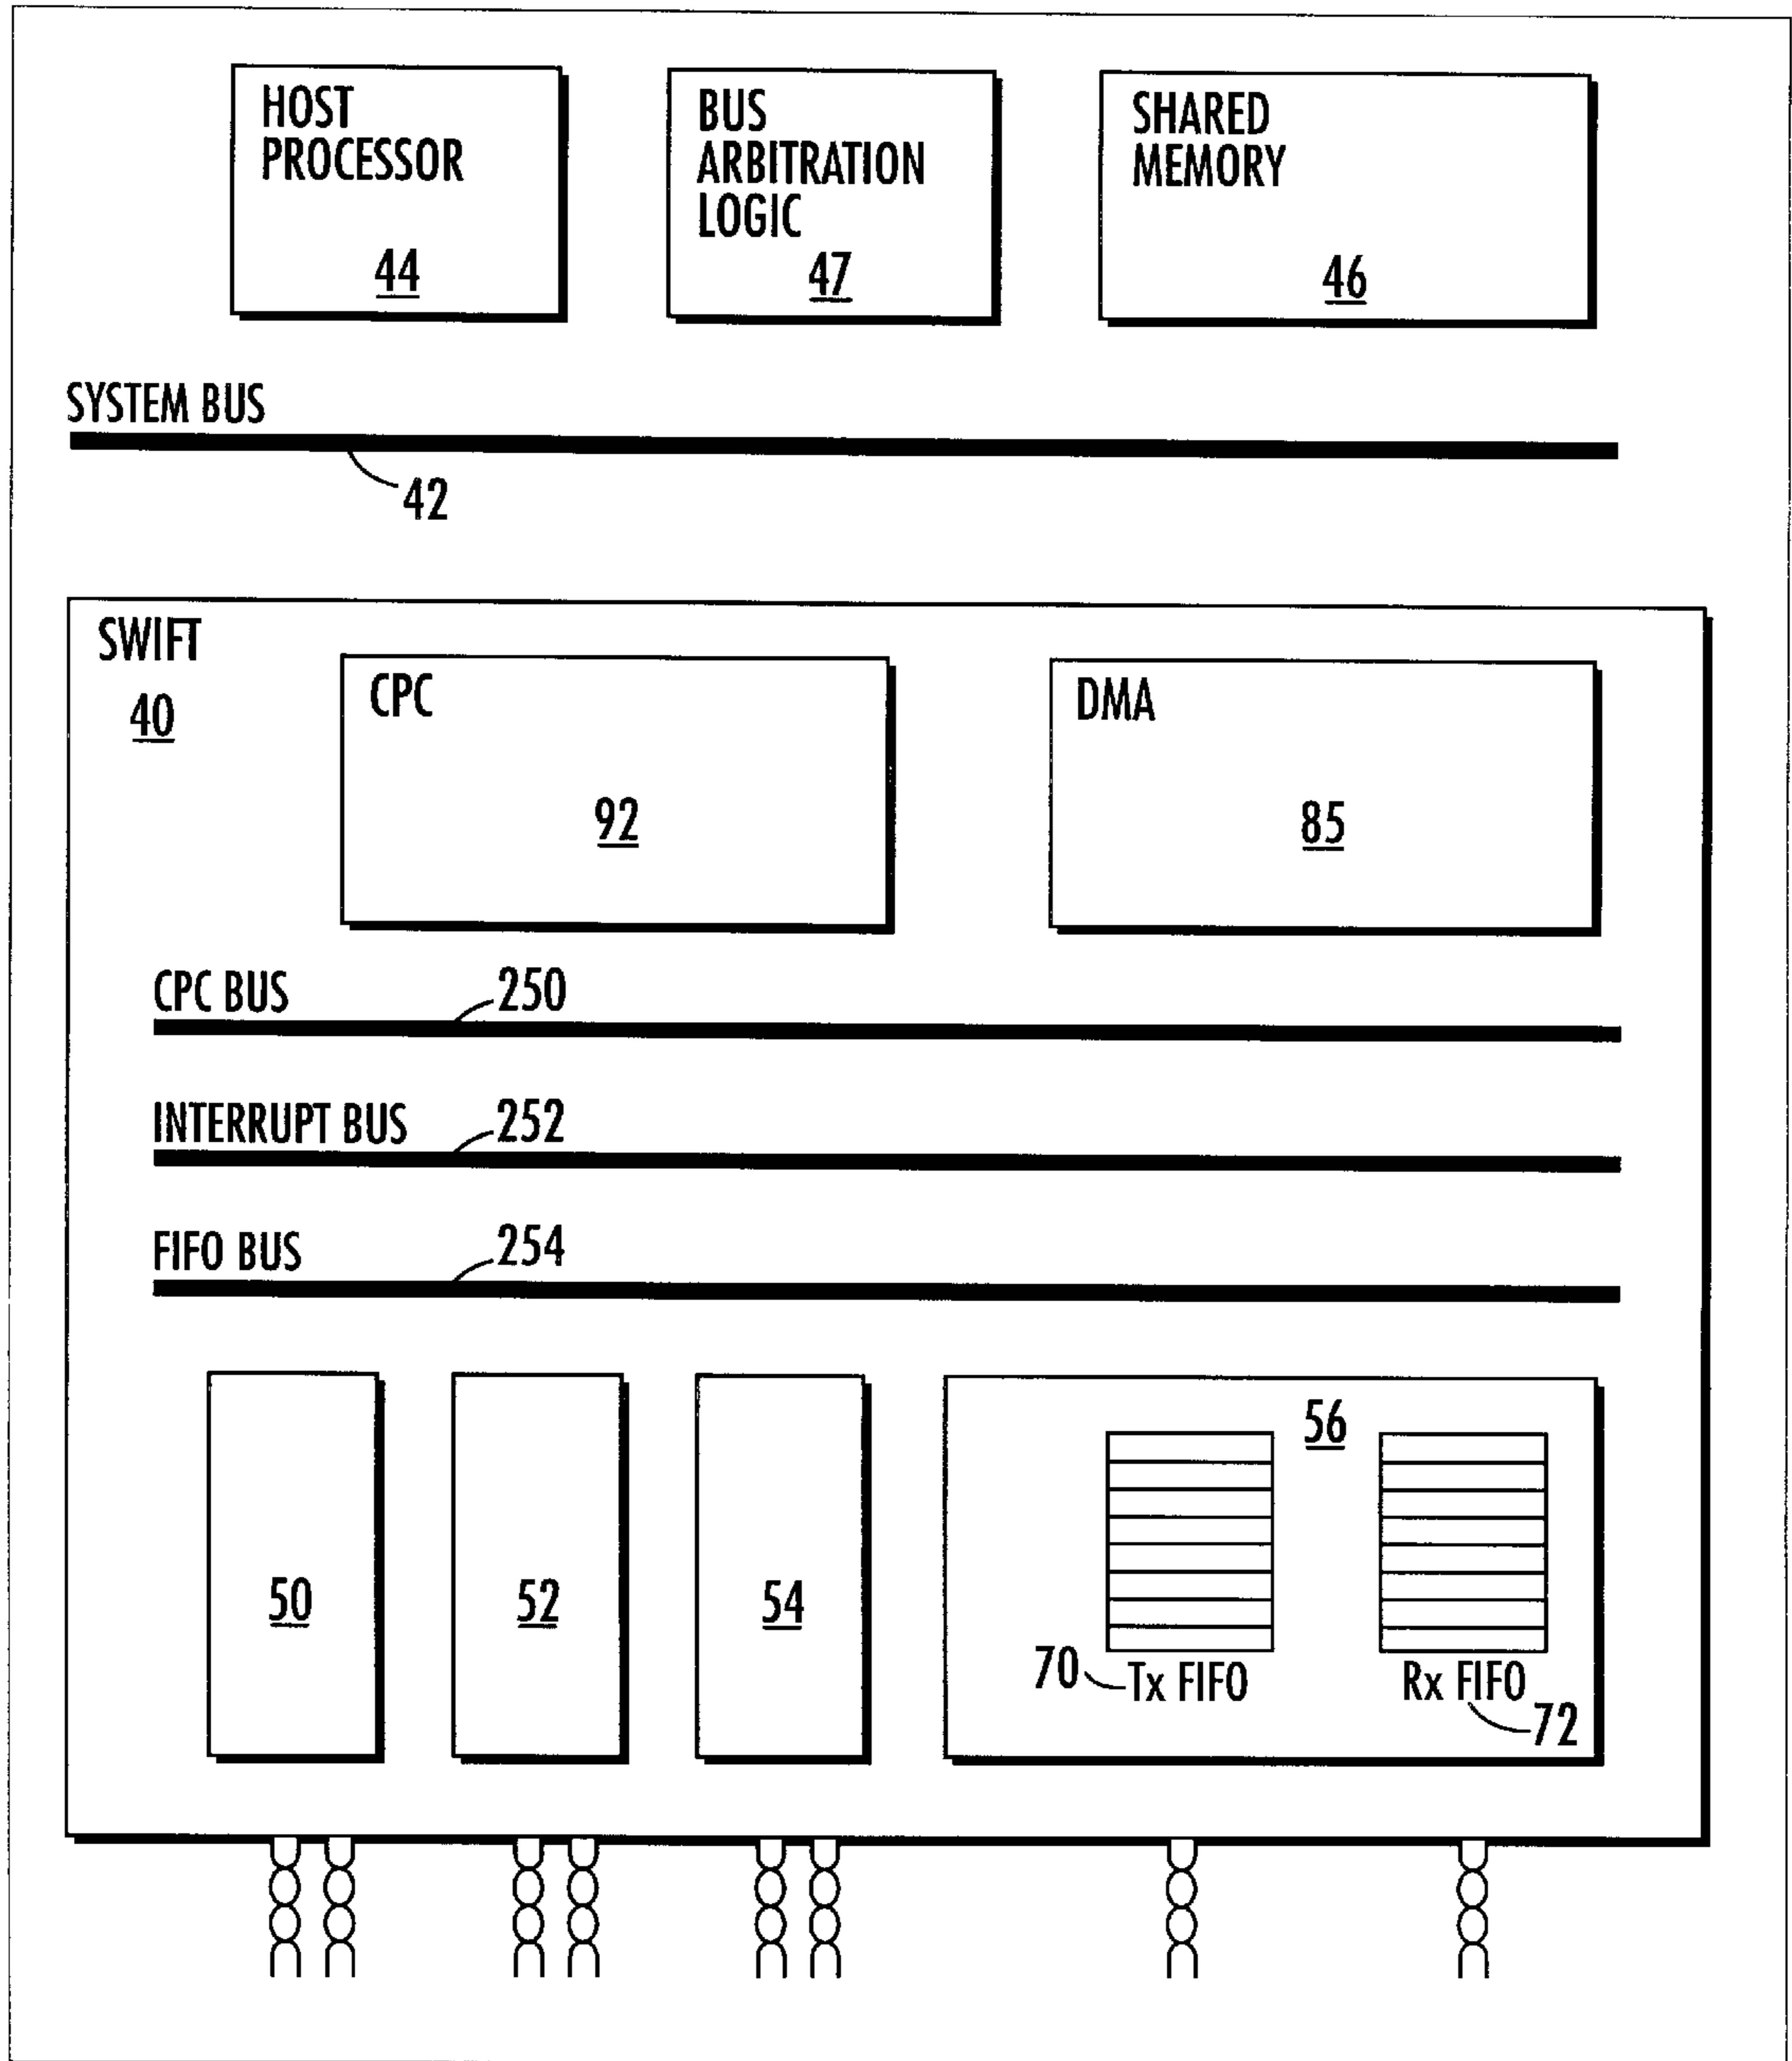 HOST
PROCESSOR
44
BUS
ARBITRATION
LOGIC
47
SHARED
MEMORY
46
SYSTEM BUS
42
SWIFT
40
CPC
92
DMA
85
CPC BUS
250
INTERRUPT BUS
252
FIFO BUS
254
50
52
54
56
70
Tx FIFO
Rx FIFO
72